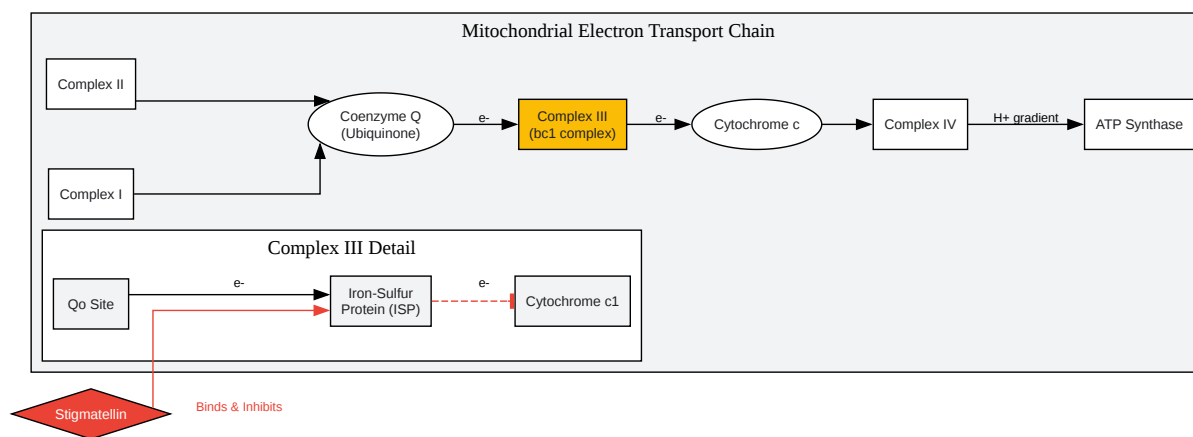 Mitochondrial Electron Transport Chain
Complex II
Complex I
Coenzyme Q
(Ubiquinone)
e-
Complex III
(bc1 complex)
e-
Cytochrome c
Complex IV
H+ gradient
ATP Synthase
Complex III Detail
Qo Site
e-
Iron-Sulfur
Protein (ISP)
e-
Cytochrome c1
Stigmatellin
Binds & Inhibits